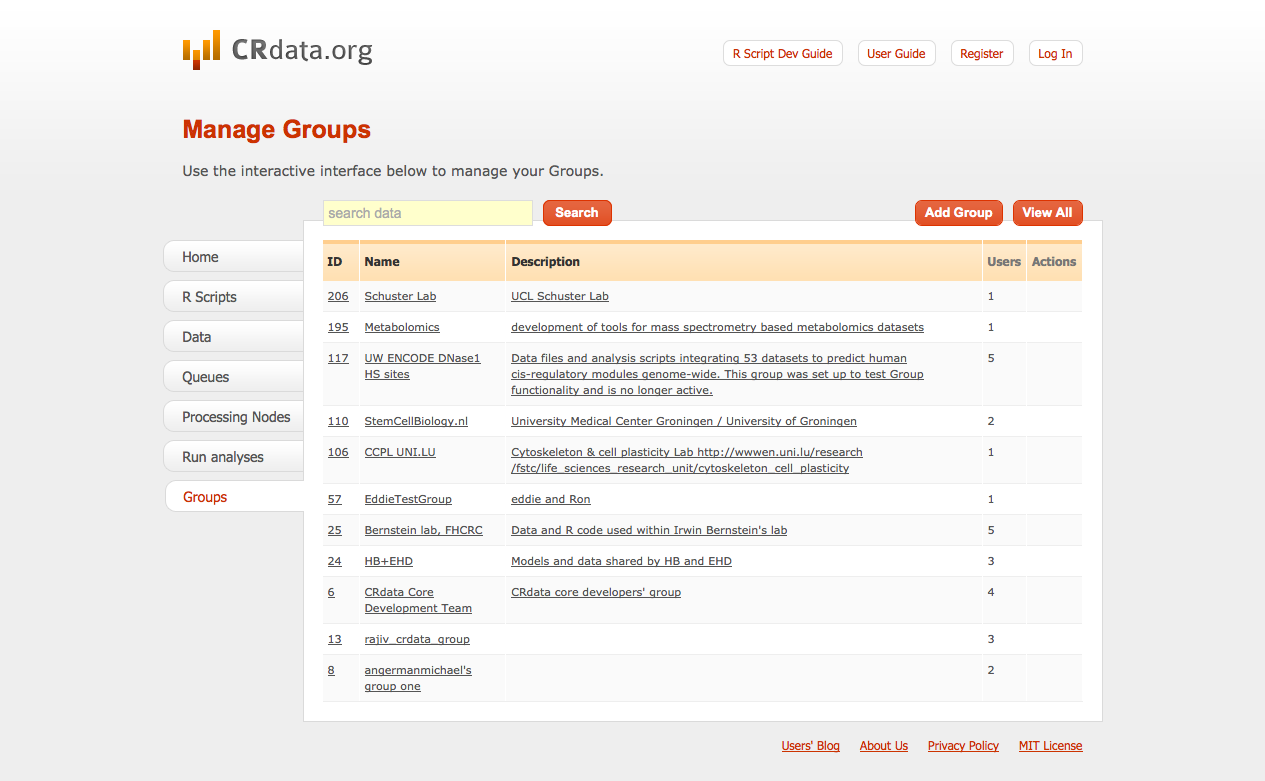 CRdata.org
R Script Dev Guide User Guide Register Log In
Manage Groups
Use the interactive interface below to manage your Groups.
search data Search Add Group View All
Home
R Scripts
Data
Queues
Processing Nodes
Run analyses
Groups
ID Name Description Users Actions
206 Schuster Lab UCL Schuster Lab 1
195 Metabolomics development of tools for mass spectrometry based metabolomics datasets 1
117 UW ENCODE DNase1 Data files and analysis scripts integrating 53 datasets to predict human 5
HS sites cis-regulatory modules genome-wide. This group was set up to test Group
functionality and is no longer active.
110 StemCellBiology.nl University Medical Center Groningen / University of Groningen 2
106 CCPL UNI.LU Cytoskeleton & cell plasticity Lab http://wwwen.uni.lu/research 1
/fstc/life_sciences_research_unit/cytoskeleton_cell_plasticity
57 EddieTestGroup eddie and Ron 1
25 Bernstein lab, FHCRC Data and R code used within Irwin Bernstein's lab 5
24 HB+EHD Models and data shared by HB and EHD 3
6 CRdata Core CRdata core developers' group 4
Development Team
13 rajiv_crdata_group 3
8 angermanmichael's 2
group one
Users' Blog About Us Privacy Policy MIT License